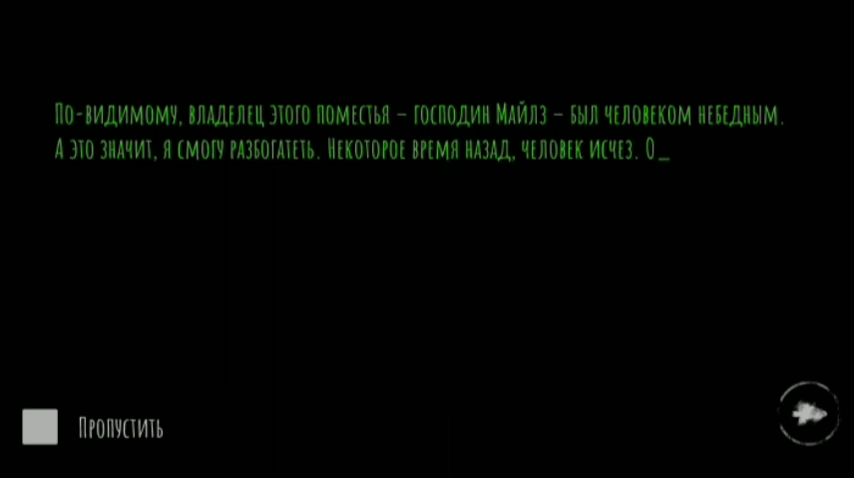 По-видимому, владелец этого поместья – господин Майлз – был человеком небедным.
А это значит, я смогу разбогатеть. Некоторое время назад, человек исчез. О_
Пропустить